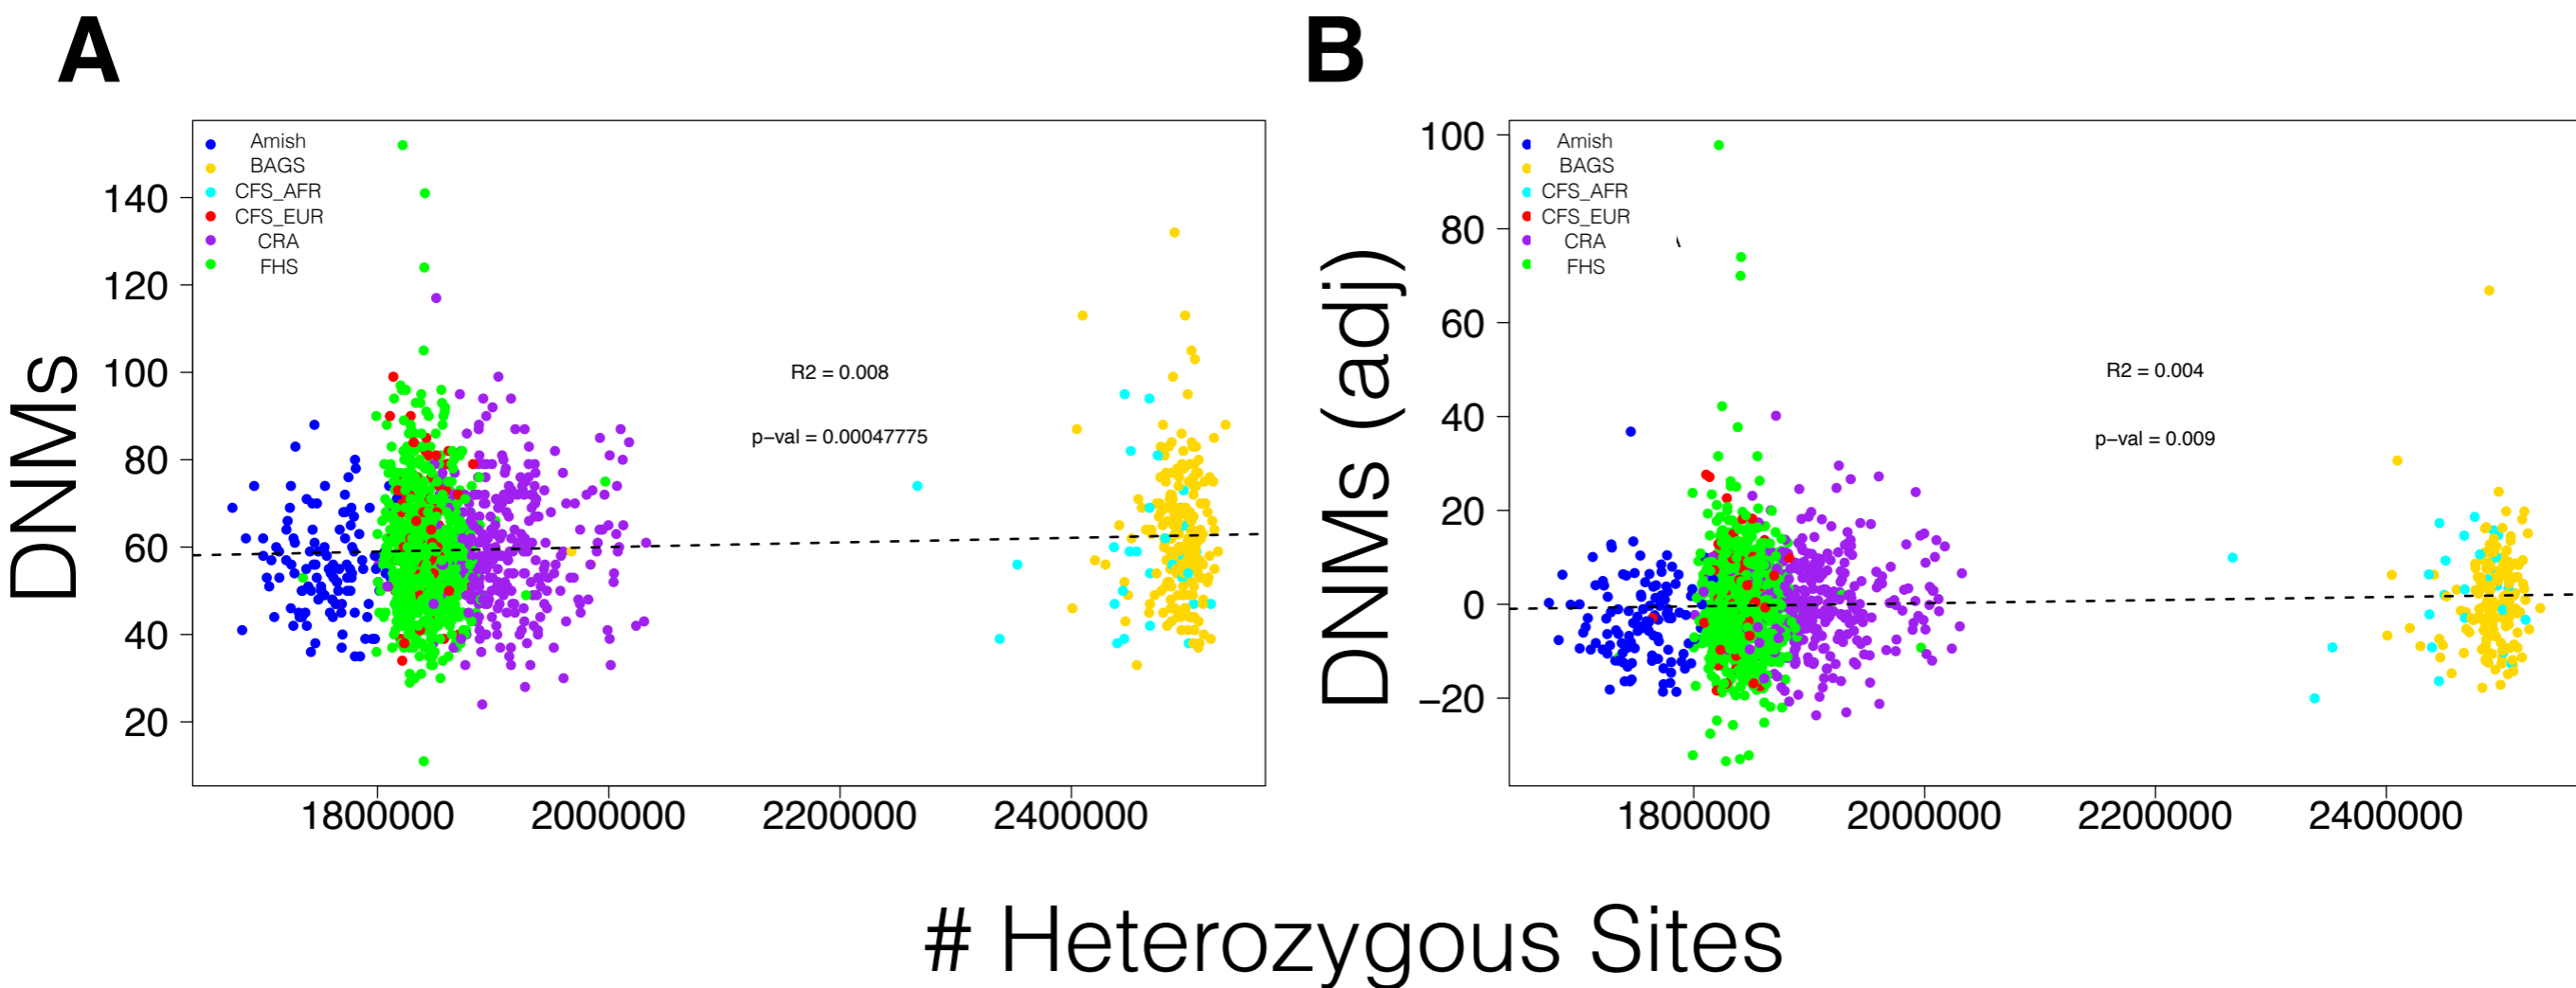 A
B
Amish
BAGS
CFS_AFR
CFS_EUR
CRA
FHS
R2 = 0.008
p−val = 0.00047775
DNMs
140
120
100
80
60
40
20
1800000 2000000 2200000 2400000
Amish
BAGS
CFS_AFR
CFS_EUR
CRA
FHS
R2 = 0.004
p−val = 0.009
DNMs (adj)
100
80
60
40
20
0
−20
1800000 2000000 2200000 2400000
# Heterozygous Sites